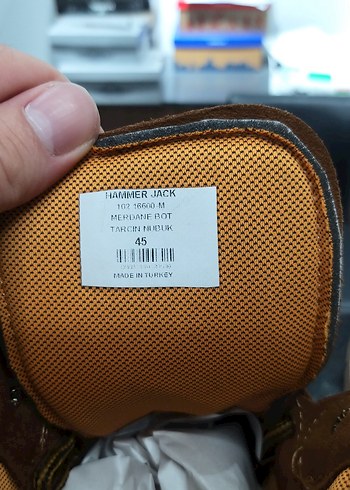 HAMMER JACK
102 16600-M
MERDANE BOT
TARCIN NUBUK
45
MADE IN TURKEY